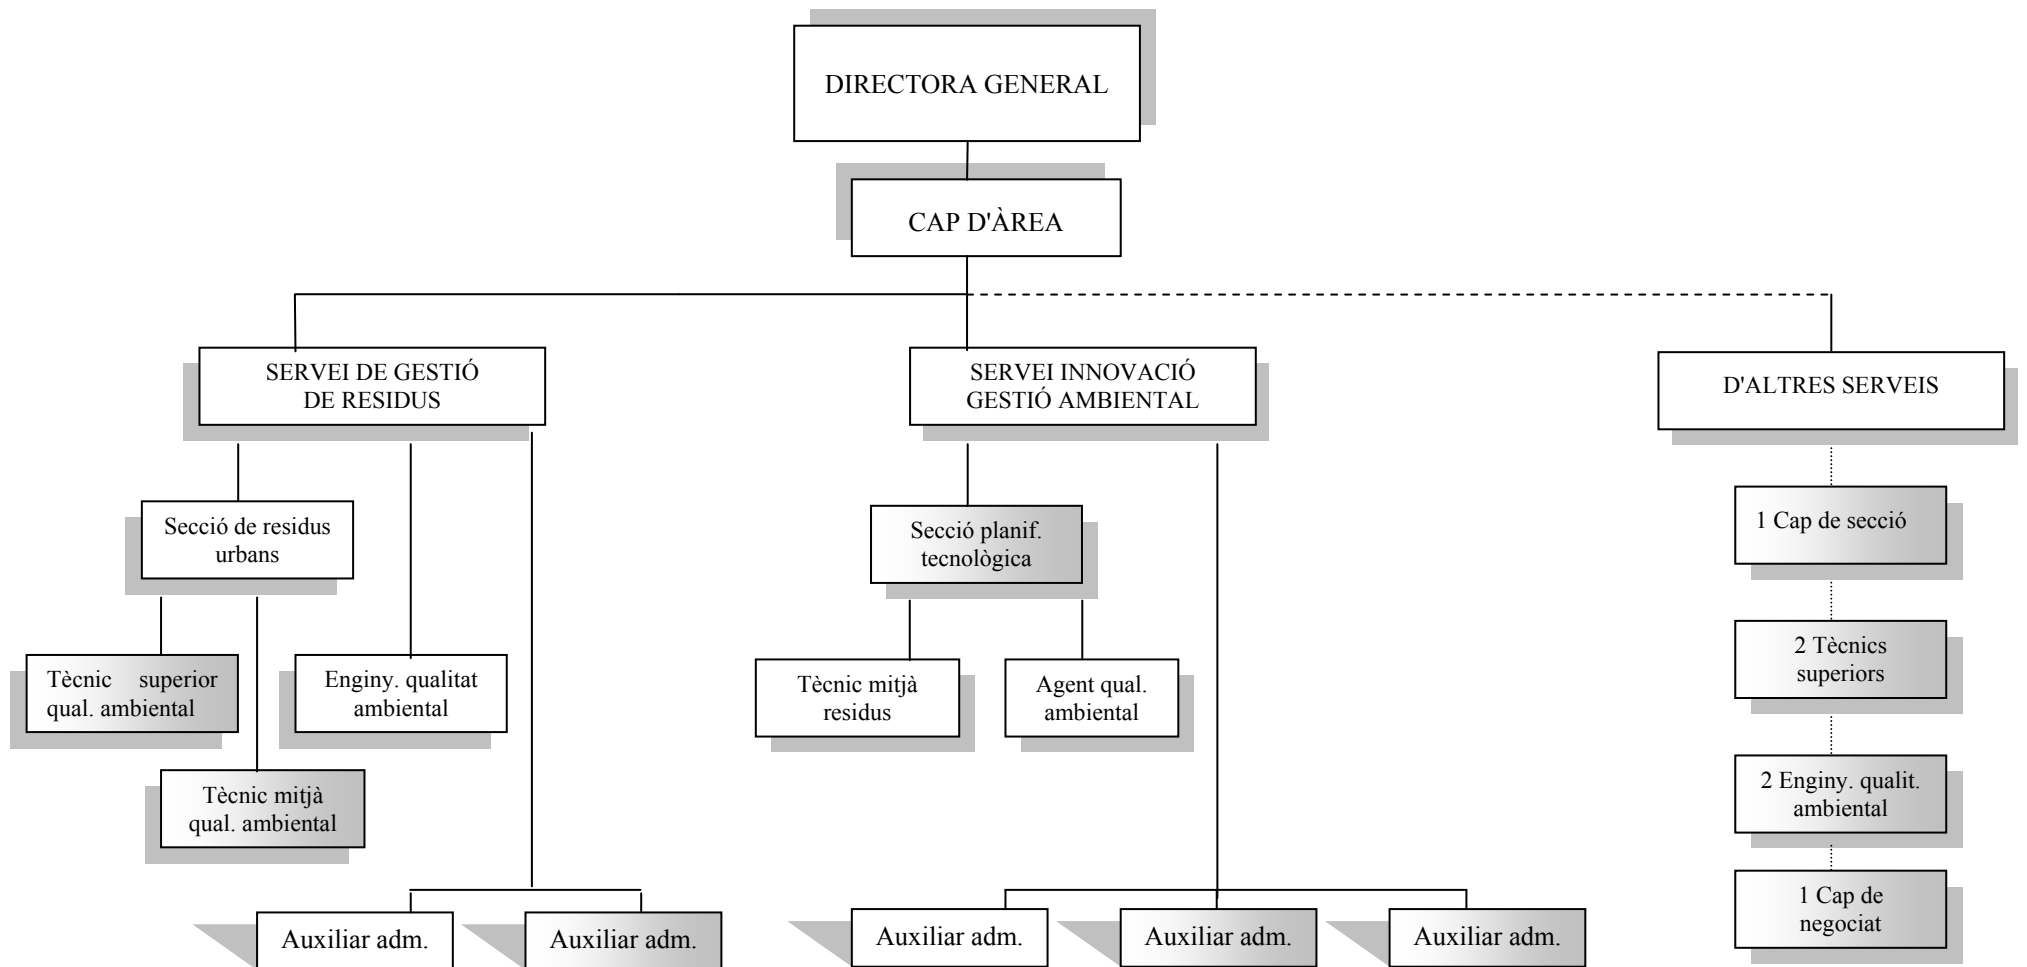 DIRECTORA GENERAL
CAP D'ÀREA
SERVEI DE GESTIÓ
DE RESIDUS
SERVEI INNOVACIÓ
GESTIÓ AMBIENTAL
D'ALTRES SERVEIS
Secció de residus
urbans
Secció planif.
tecnològica
1 Cap de secció
Tècnic superior
qual. ambiental
Enginy. qualitat
ambiental
Tècnic mitjà
residus
Agent qual.
ambiental
2 Tècnics
superiors
Tècnic mitjà
qual. ambiental
2 Enginy. qualit.
ambiental
Auxiliar adm.
Auxiliar adm.
Auxiliar adm.
Auxiliar adm.
Auxiliar adm.
1 Cap de
negociat